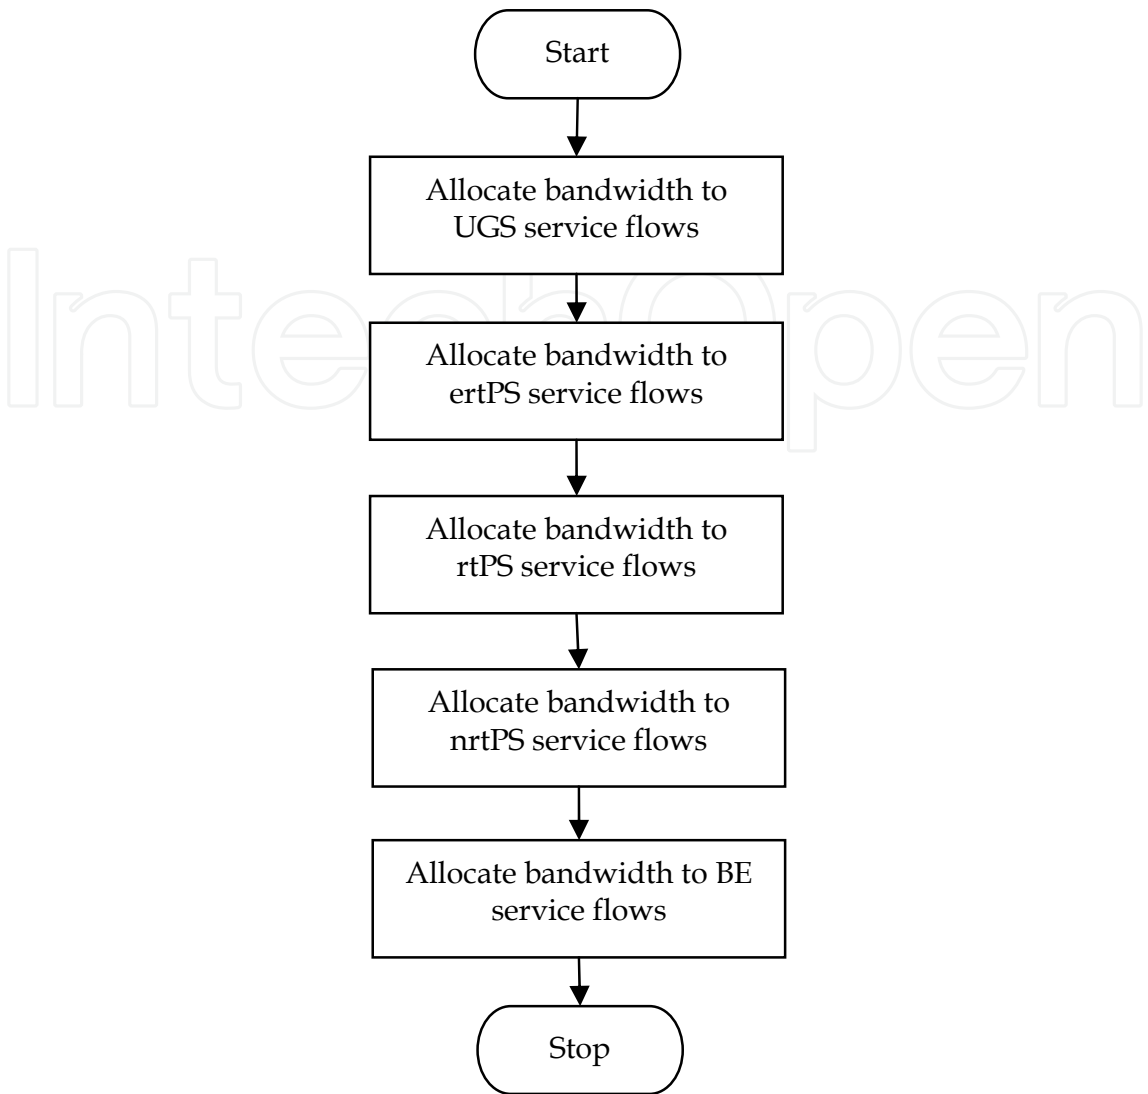 Start
Allocate bandwidth to
UGS service flows
IntechOpen
Allocate bandwidth to
ertPS service flows
Allocate bandwidth to
rtPS service flows
Allocate bandwidth to
nrtPS service flows
Allocate bandwidth to BE
service flows
Stop